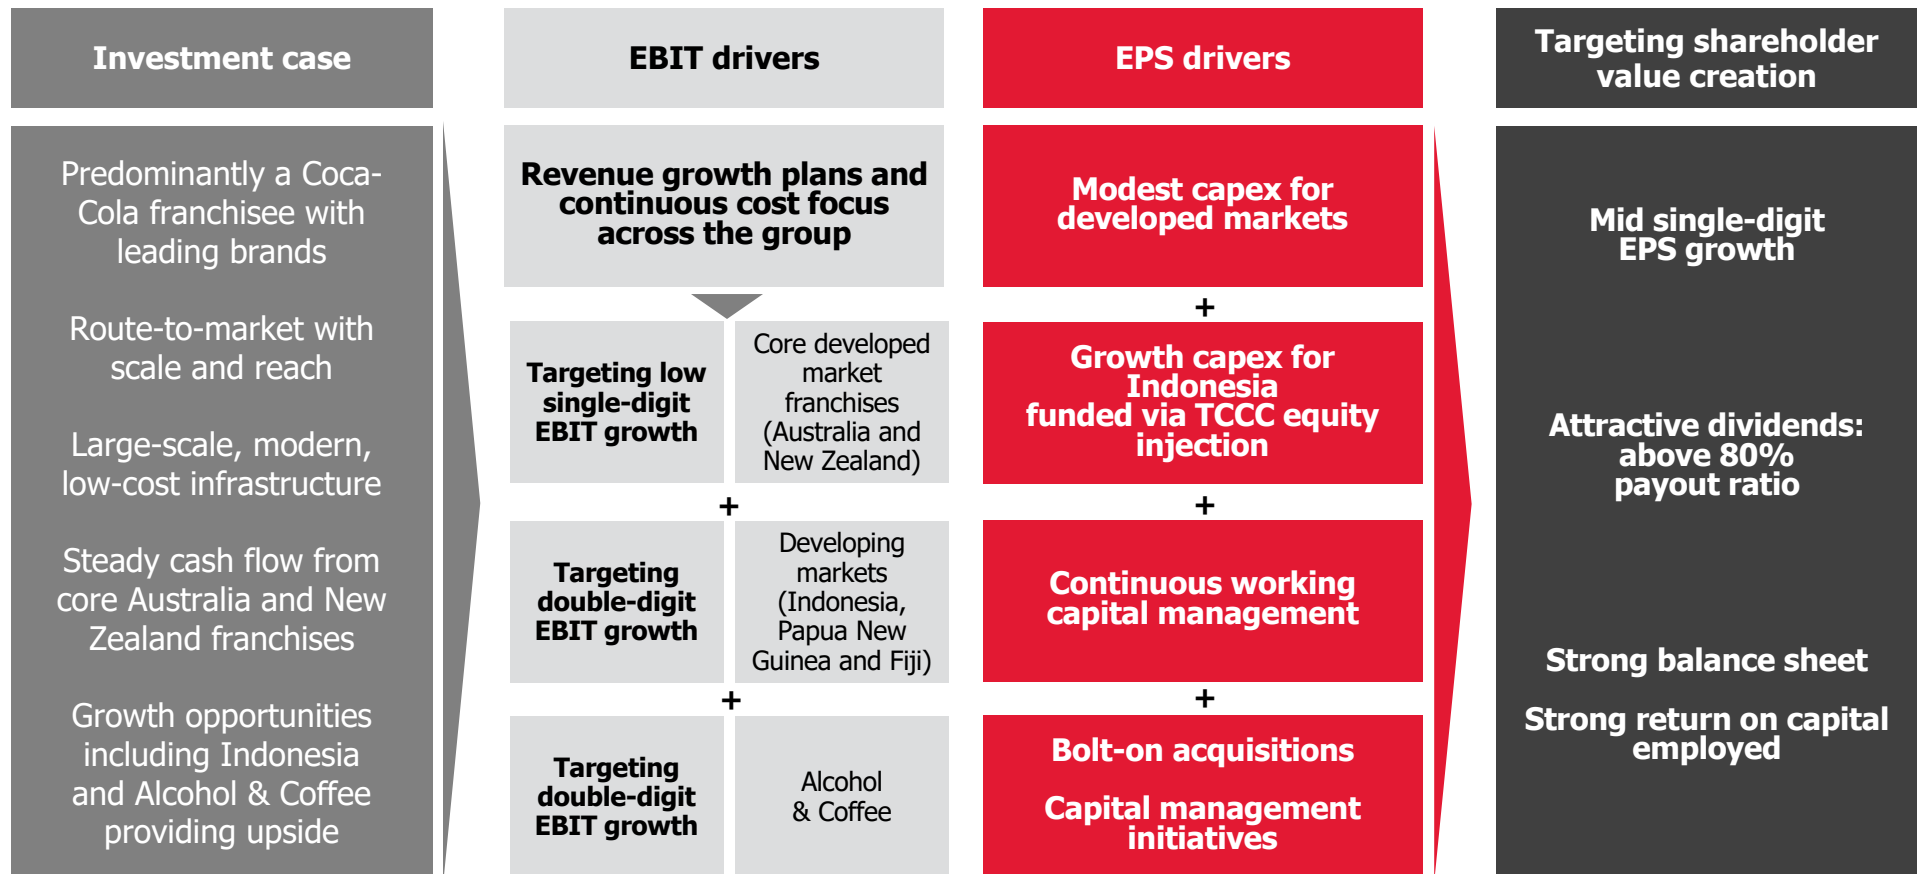 Investment case
Predominantly a Coca-
Cola franchisee with
leading brands
Route-to-market with
scale and reach
Large-scale, modern,
low-cost infrastructure
Steady cash flow from
core Australia and New
Zealand franchises
Growth opportunities
including Indonesia
and Alcohol & Coffee
providing upside
EBIT drivers
Revenue growth plans and
continuous cost focus
across the group
Targeting low
single-digit
EBIT growth
Core developed
market
franchises
(Australia and
New Zealand)
+
Targeting
double-digit
EBIT growth
Developing
markets
(Indonesia,
Papua New
Guinea and Fiji)
+
Targeting
double-digit
EBIT growth
Alcohol
& Coffee
EPS drivers
Modest capex for
developed markets
+
Growth capex for
Indonesia
funded via TCCC equity
injection
+
Continuous working
capital management
+
Bolt-on acquisitions
Capital management
initiatives
Targeting shareholder
value creation
Mid single-digit
EPS growth
Attractive dividends:
above 80%
payout ratio
Strong balance sheet
Strong return on capital
employed